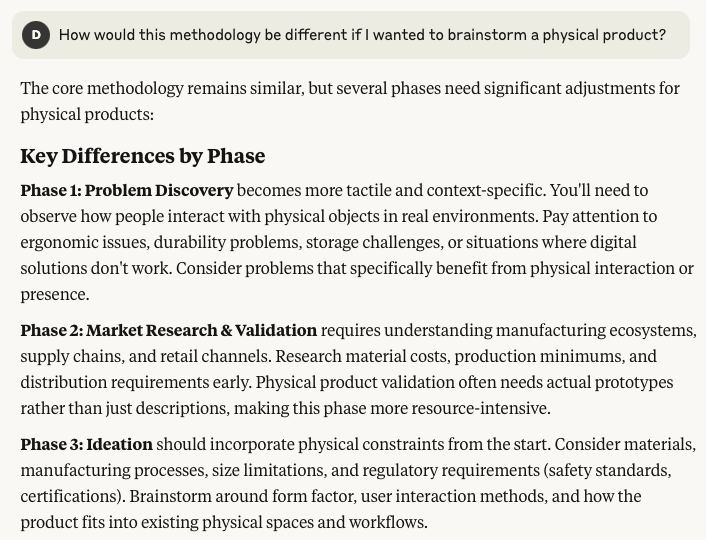 D
How would this methodology be different if I wanted to brainstorm a physical product?
The core methodology remains similar, but several phases need significant adjustments for
physical products:
Key Differences by Phase
Phase 1: Problem Discovery becomes more tactile and context-specific. You'll need to
observe how people interact with physical objects in real environments. Pay attention to
ergonomic issues, durability problems, storage challenges, or situations where digital
solutions don't work. Consider problems that specifically benefit from physical interaction or
presence.
Phase 2: Market Research & Validation requires understanding manufacturing ecosystems,
supply chains, and retail channels. Research material costs, production minimums, and
distribution requirements early. Physical product validation often needs actual prototypes
rather than just descriptions, making this phase more resource-intensive.
Phase 3: Ideation should incorporate physical constraints from the start. Consider materials,
manufacturing processes, size limitations, and regulatory requirements (safety standards,
certifications). Brainstorm around form factor, user interaction methods, and how the
product fits into existing physical spaces and workflows.